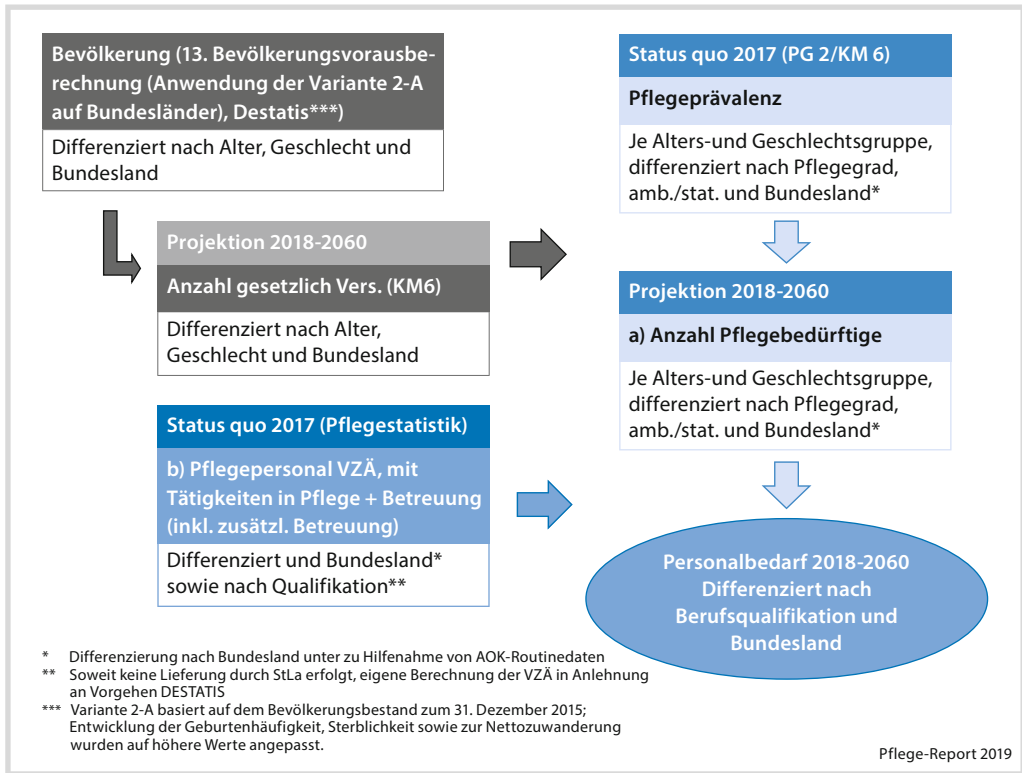 Bevölkerung (13. Bevölkerungsvorausbe-
rechnung (Anwendung der Variante 2-A
auf Bundesländer), Destatis***)
Differenziert nach Alter, Geschlecht und
Bundesland
Projektion 2018-2060
Anzahl gesetzlich Vers. (KM6)
Differenziert nach Alter,
Geschlecht und Bundesland
Status quo 2017 (Pflegestatistik)
b) Pflegepersonal VZÄ, mit
Tätigkeiten in Pflege + Betreuung
(inkl. zusätzl. Betreuung)
Differenziert und Bundesland*
sowie nach Qualifikation**
Status quo 2017 (PG 2/KM 6)
Pflegeprävalenz
Je Alters-und Geschlechtsgruppe,
differenziert nach Pflegegrad,
amb./stat. und Bundesland*
Projektion 2018-2060
a) Anzahl Pflegebedürftige
Je Alters-und Geschlechtsgruppe,
differenziert nach Pflegegrad,
amb./stat. und Bundesland*
Personalbedarf 2018-2060
Differenziert nach
Berufsqualifikation und
Bundesland
* Differenzierung nach Bundesland unter zu Hilfenahme von AOK-Routinedaten
** Soweit keine Lieferung durch StLa erfolgt, eigene Berechnung der VZÄ in Anlehnung
an Vorgehen DESTATIS
*** Variante 2-A basiert auf dem Bevölkerungsbestand zum 31. Dezember 2015;
Entwicklung der Geburtenhäufigkeit, Sterblichkeit sowie zur Nettozuwanderung
wurden auf höhere Werte angepasst.
Pflege-Report 2019